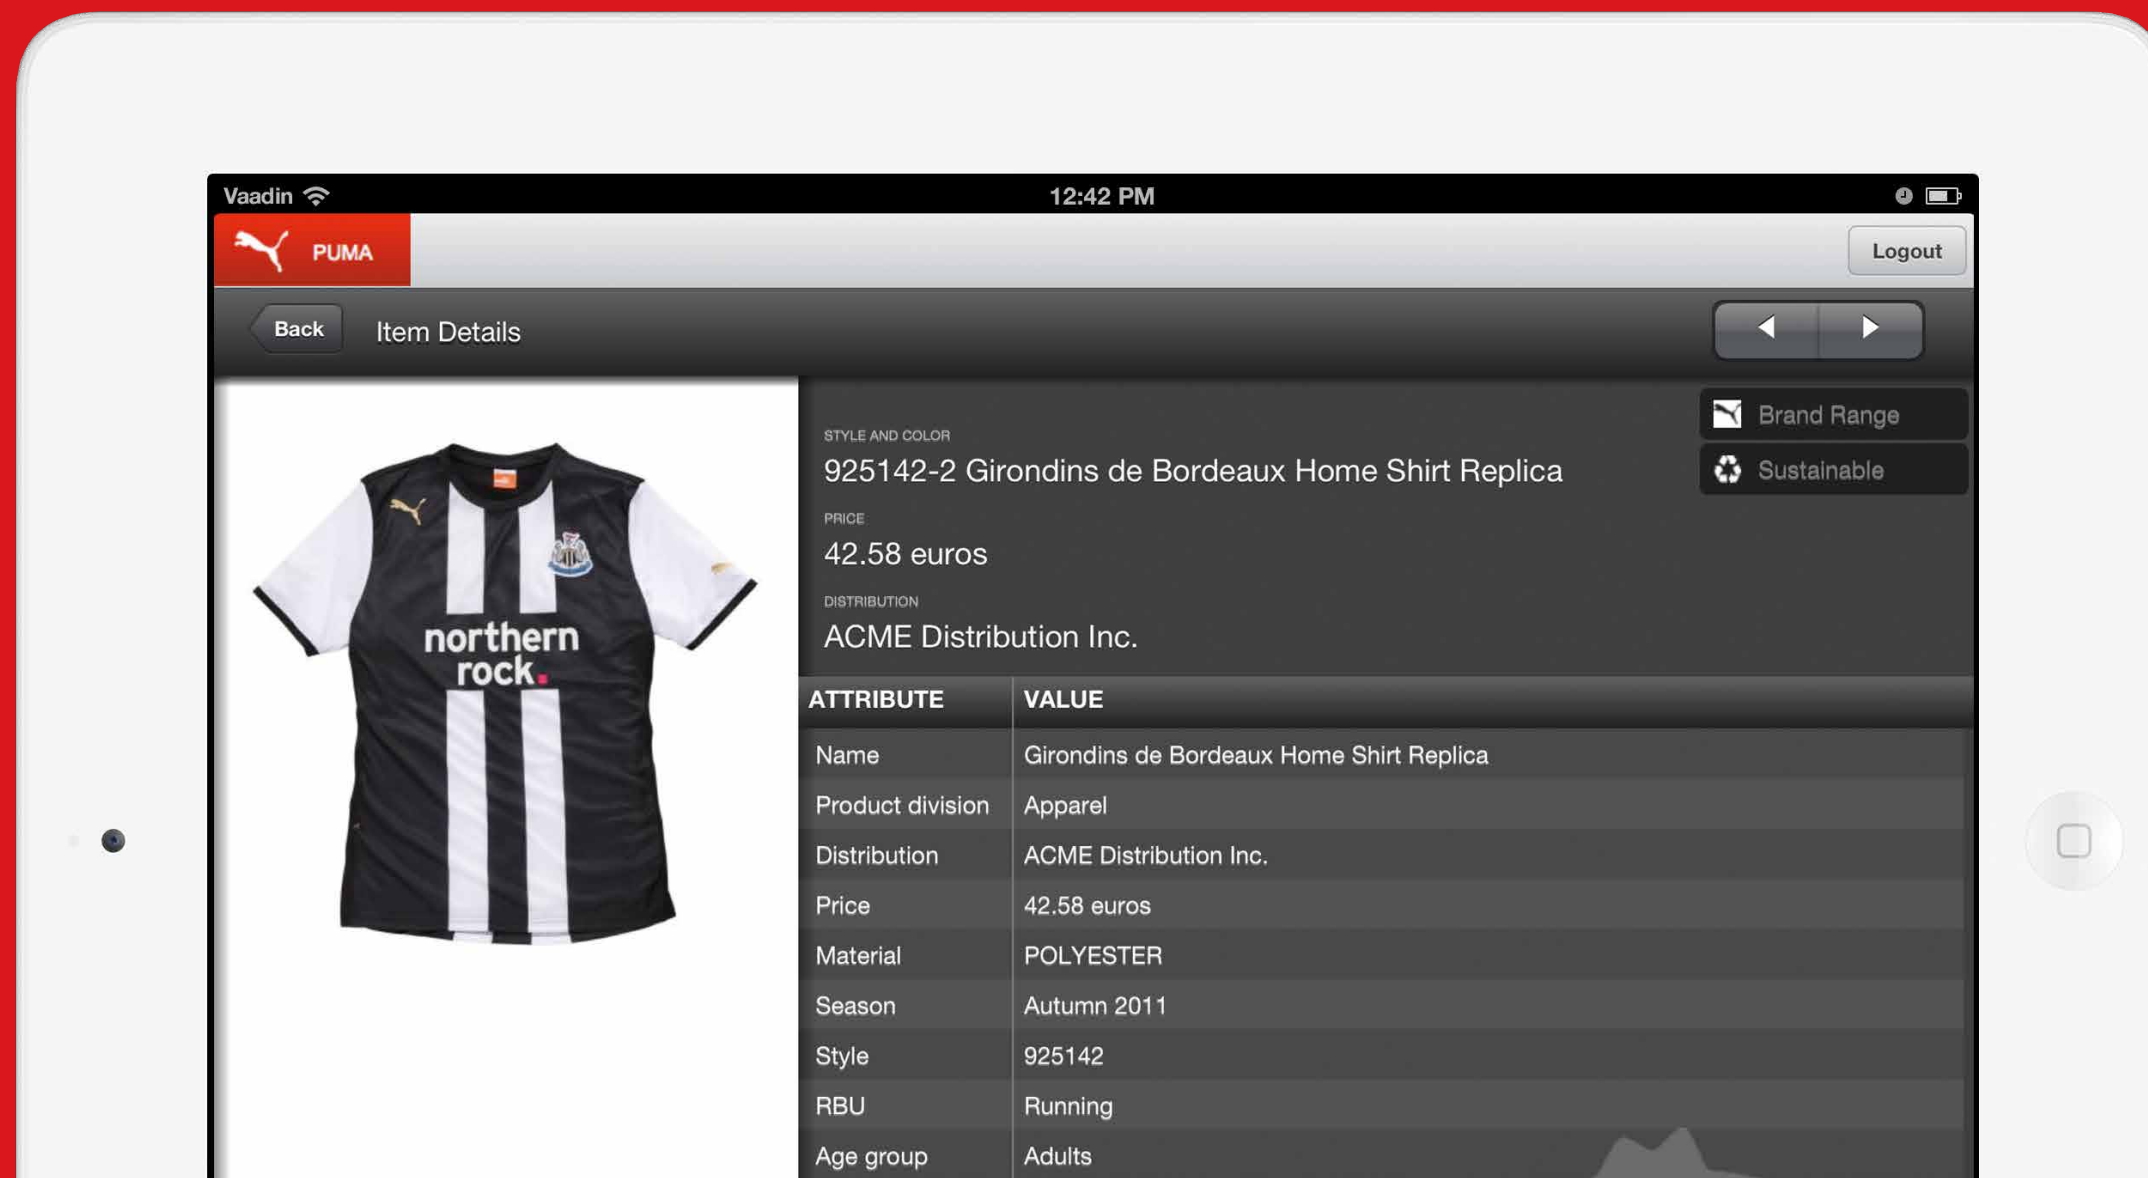 Vaadin
12:42 PM
PUMA
Logout
Back
Item Details
Brand Range
Sustainable
STYLE AND COLOR
925142-2 Girondins de Bordeaux Home Shirt Replica
PRICE
42.58 euros
DISTRIBUTION
ACME Distribution Inc.
northern
rock.
ATTRIBUTE VALUE
Name Girondins de Bordeaux Home Shirt Replica
Product division Apparel
Distribution ACME Distribution Inc.
Price 42.58 euros
Material POLYESTER
Season Autumn 2011
Style 925142
RBU Running
Age group Adults